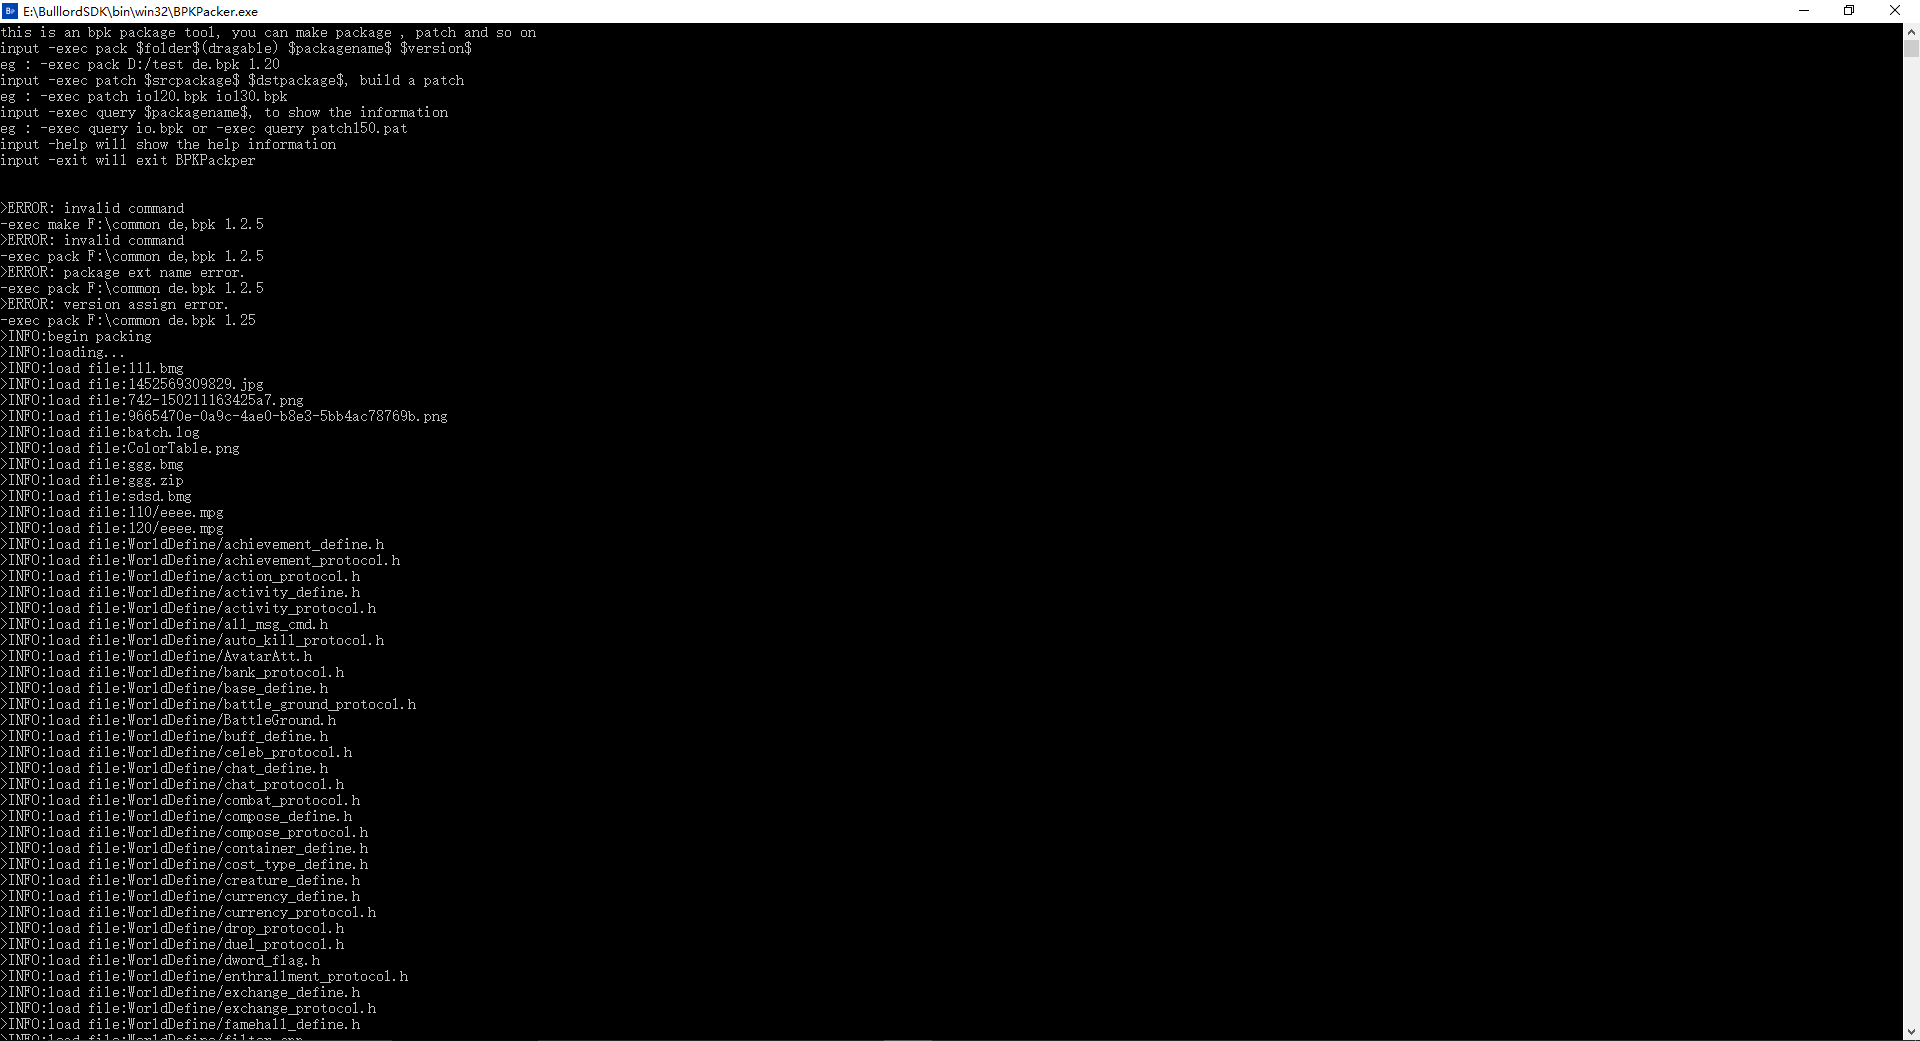 E:\BulllordSDK\bin\win32\BPKPacker.exe
this is an bpk package tool, you can make package , patch and so on
input -exec pack $folder$(dragable) $packagename$ $version$
eg : -exec pack D:/test de.bpk 1.20
input -exec patch $srcpackage$ $dstpackage$, build a patch
eg : -exec patch io120.bpk io130.bpk
input -exec query $packagename$, to show the information
eg : -exec query io.bpk or -exec query patch150.pat
input -help will show the help information
input -exit will exit BPKPackper
>ERROR: invalid command
-exec make F:\common de,bpk 1.2.5
>ERROR: invalid command
-exec pack F:\common de,bpk 1.2.5
>ERROR: package ext name error.
-exec pack F:\common de.bpk 1.2.5
>ERROR: version assign error.
-exec pack F:\common de.bpk 1.25
>INFO:begin packing
>INFO:loading...
>INFO:load file:111.bmg
>INFO:load file:1452569309829.jpg
>INFO:load file:742-150211163425a7.png
>INFO:load file:9665470e-0a9c-4ae0-b8e3-5bb4ac78769b.png
>INFO:load file:batch.log
>INFO:load file:ColorTable.png
>INFO:load file:ggg.bmg
>INFO:load file:ggg.zip
>INFO:load file:sdsd.bmg
>INFO:load file:110/eeee.mpg
>INFO:load file:120/eeee.mpg
>INFO:load file:WorldDefine/achievement_define.h
>INFO:load file:WorldDefine/achievement_protocol.h
>INFO:load file:WorldDefine/action_protocol.h
>INFO:load file:WorldDefine/activity_define.h
>INFO:load file:WorldDefine/activity_protocol.h
>INFO:load file:WorldDefine/all_msg_cmd.h
>INFO:load file:WorldDefine/auto_kill_protocol.h
>INFO:load file:WorldDefine/AvatarAtt.h
>INFO:load file:WorldDefine/bank_protocol.h
>INFO:load file:WorldDefine/base_define.h
>INFO:load file:WorldDefine/battle_ground_protocol.h
>INFO:load file:WorldDefine/BattleGround.h
>INFO:load file:WorldDefine/buff_define.h
>INFO:load file:WorldDefine/celeb_protocol.h
>INFO:load file:WorldDefine/chat_define.h
>INFO:load file:WorldDefine/chat_protocol.h
>INFO:load file:WorldDefine/combat_protocol.h
>INFO:load file:WorldDefine/compose_define.h
>INFO:load file:WorldDefine/compose_protocol.h
>INFO:load file:WorldDefine/container_define.h
>INFO:load file:WorldDefine/cost_type_define.h
>INFO:load file:WorldDefine/creature_define.h
>INFO:load file:WorldDefine/currency_define.h
>INFO:load file:WorldDefine/currency_protocol.h
>INFO:load file:WorldDefine/drop_protocol.h
>INFO:load file:WorldDefine/duel_protocol.h
>INFO:load file:WorldDefine/dword_flag.h
>INFO:load file:WorldDefine/enthrallment_protocol.h
>INFO:load file:WorldDefine/exchange_define.h
>INFO:load file:WorldDefine/exchange_protocol.h
>INFO:load file:WorldDefine/famehall_define.h
>INFO:load file:WorldDefine/filter.cpp